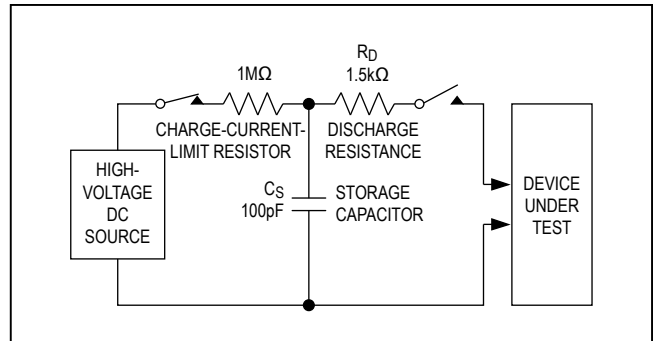 1MΩ
R_D
1.5kΩ
CHARGE-CURRENT-
LIMIT RESISTOR
DISCHARGE
RESISTANCE
HIGH-
VOLTAGE
DC
SOURCE
C_S
100pF
STORAGE
CAPACITOR
DEVICE
UNDER
TEST